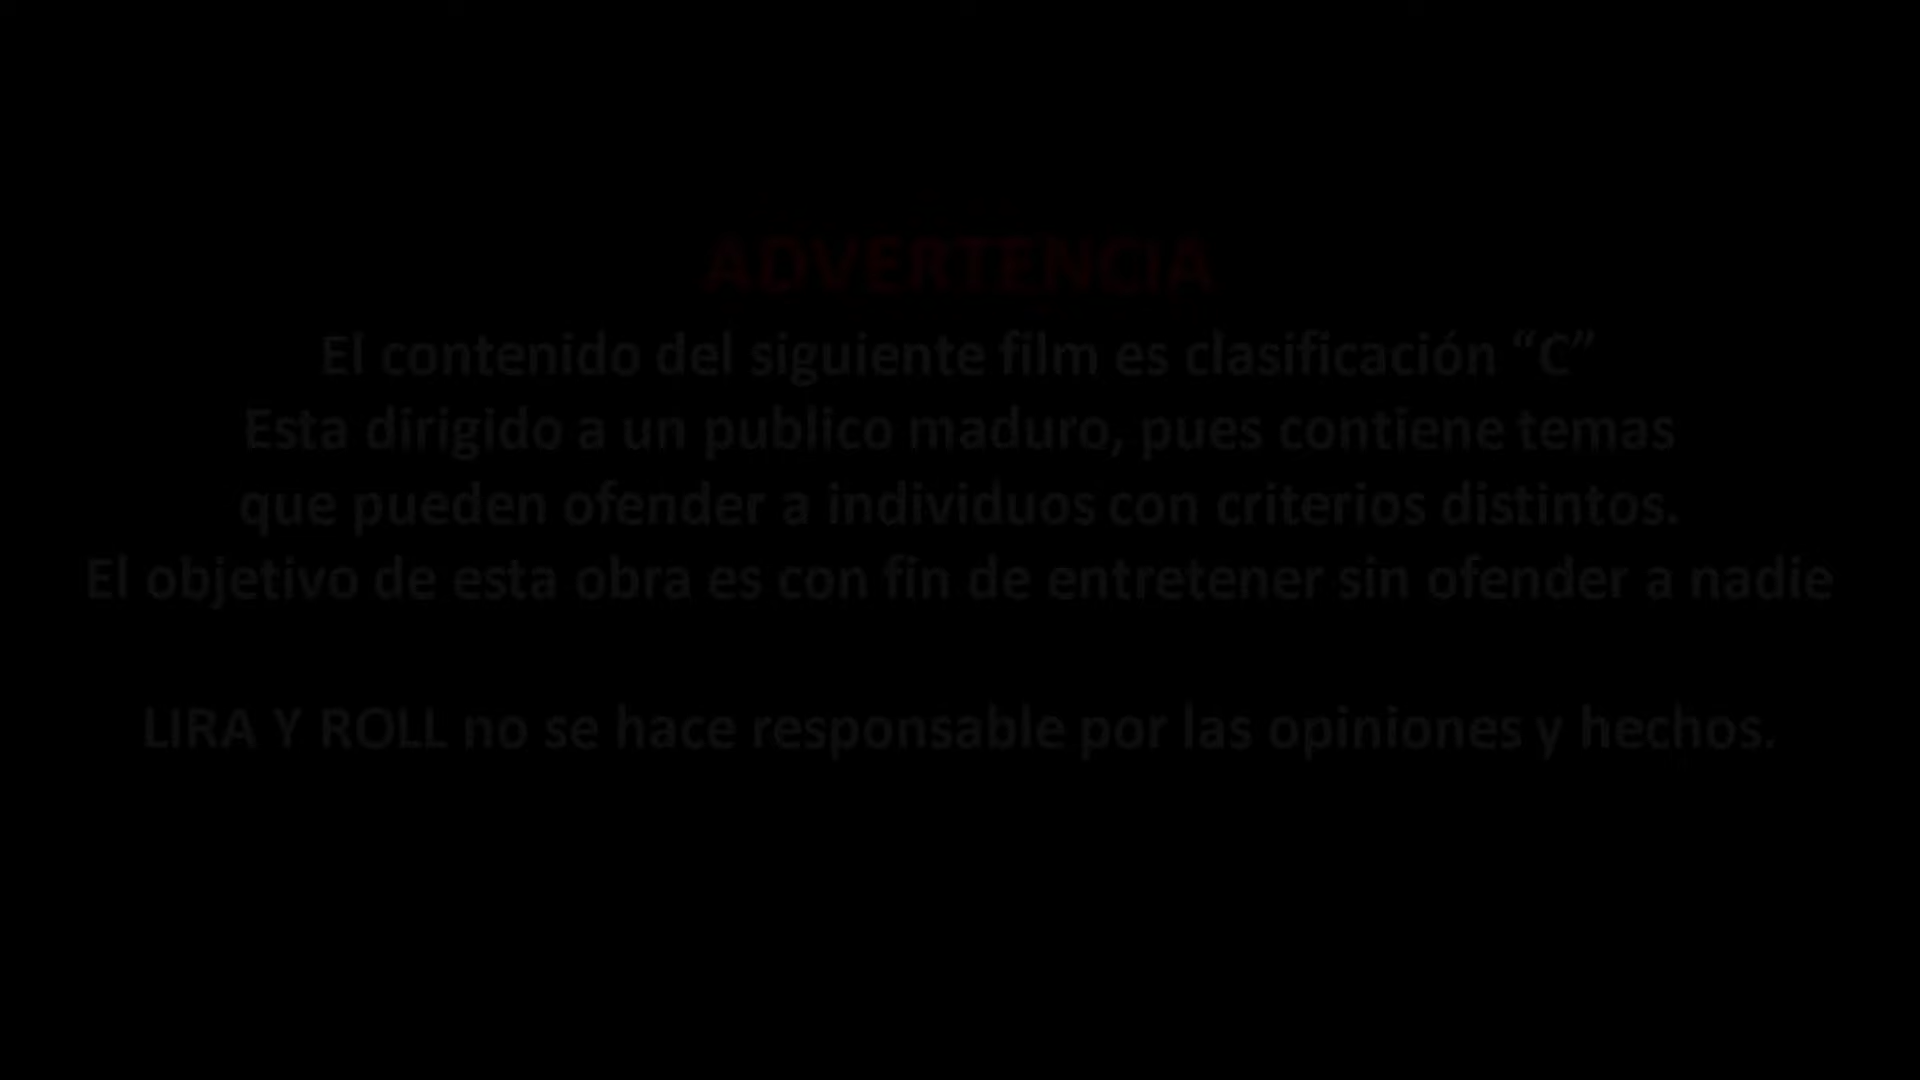 ADVERTENCIA
El contenido del siguiente film es clasificación “C”
Esta dirigido a un publico maduro, pues contiene temas
que pueden ofender a individuos con criterios distintos.
El objetivo de esta obra es con fin de entretener sin ofender a nadie
LIRA Y ROLL no se hace responsable por las opiniones y hechos.